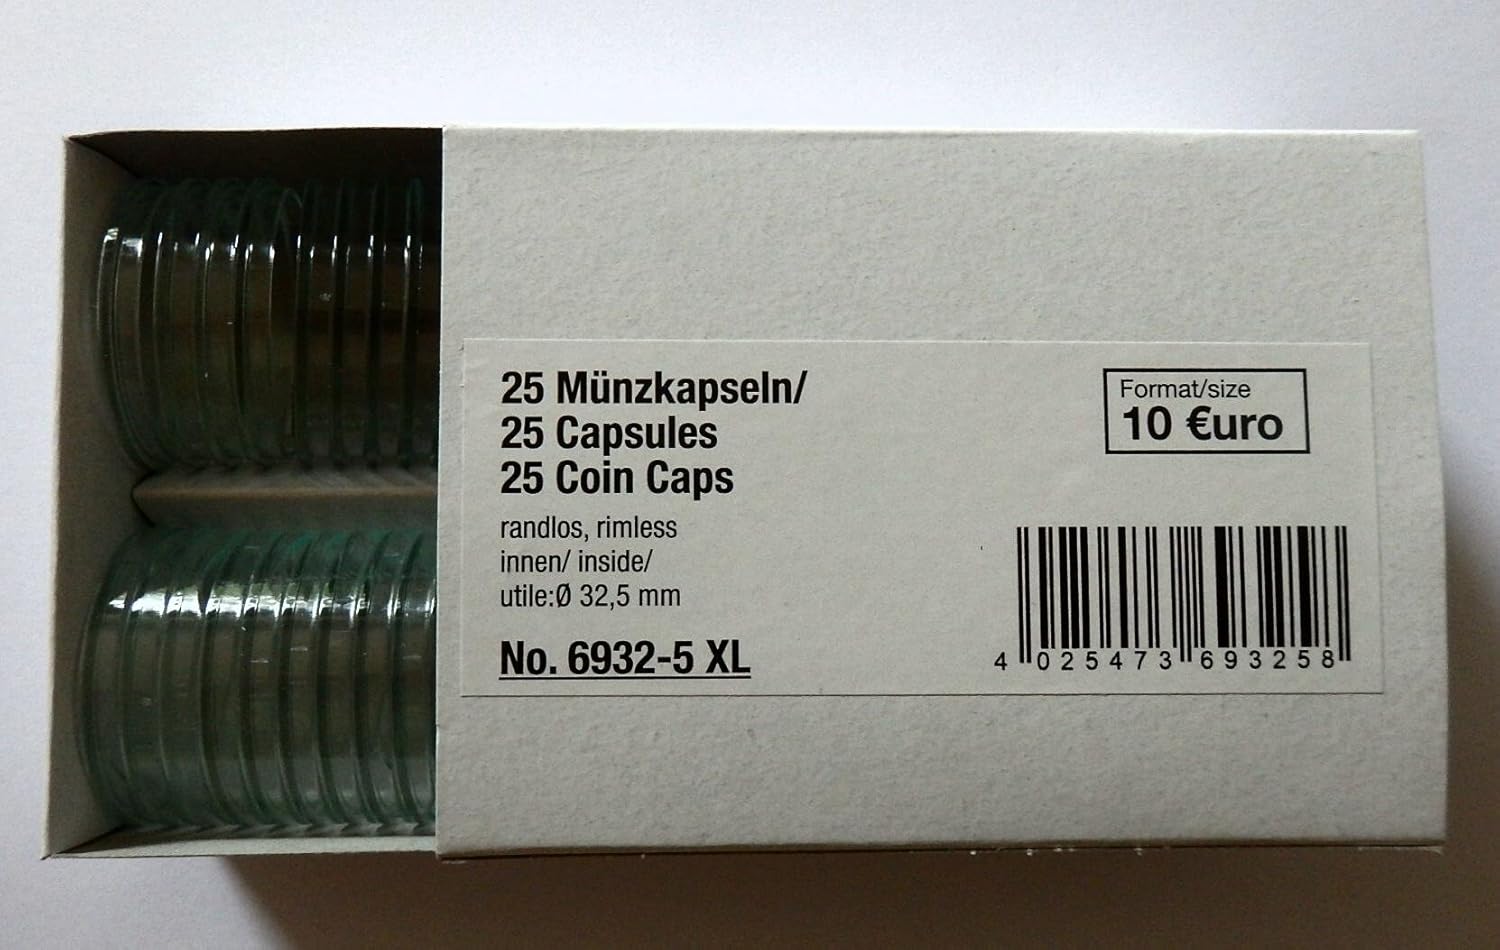 25 Münzkapseln/
25 Capsules
25 Coin Caps
randlos, rimless
innen/ inside/
utile:Ø 32,5 mm
No. 6932-5 XL
Format/size
10 €uro
4 025473 693258